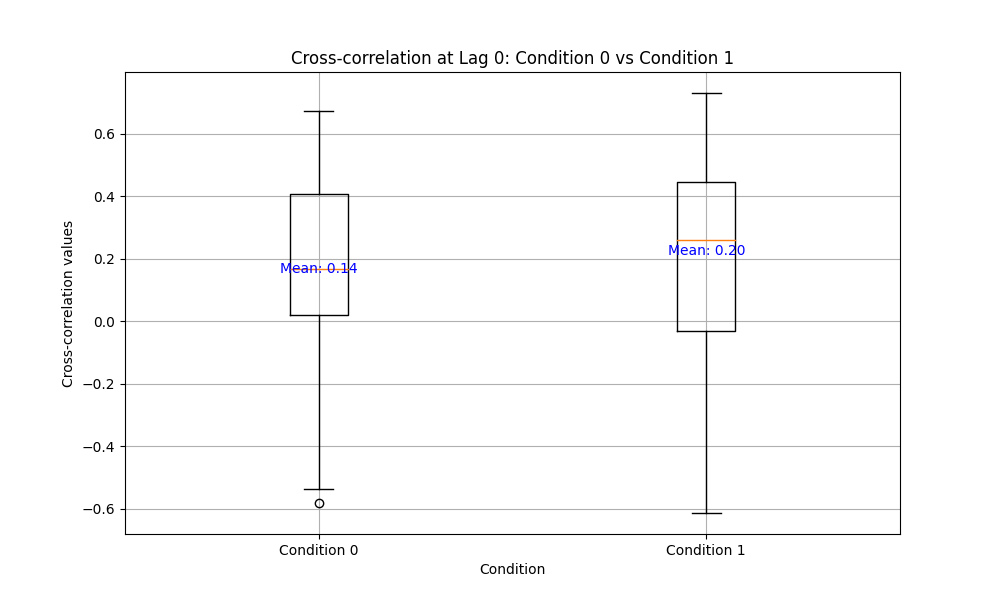 Cross-correlation at Lag 0: Condition 0 vs Condition 1
Cross-correlation values
0.6
0.4
0.2
0.0
−0.2
−0.4
−0.6
Mean: 0.14
Mean: 0.20
Condition 0
Condition 1
Condition